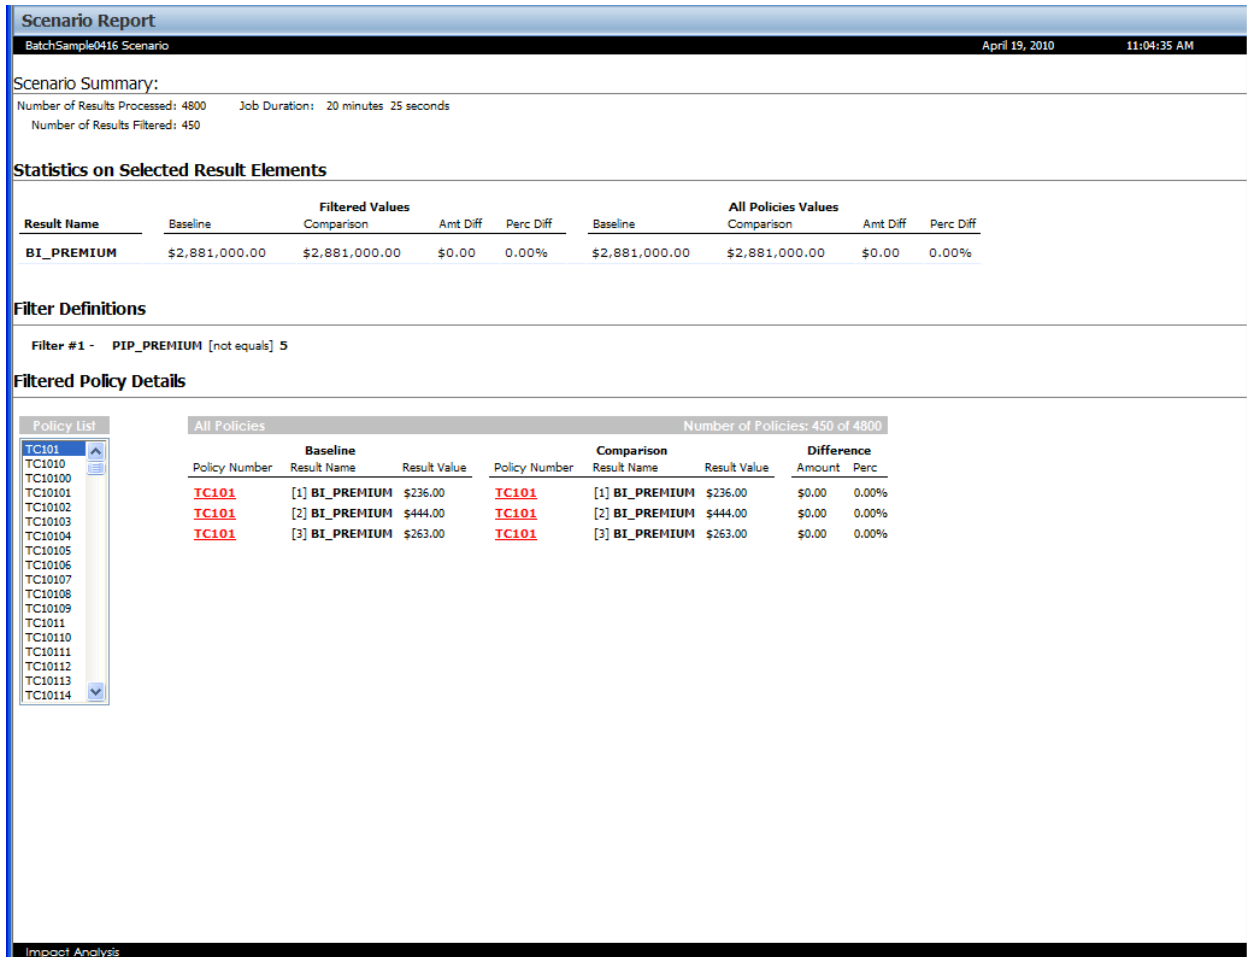 Scenario Report
BatchSample0416 Scenario April 19, 2010 11:04:35 AM
Scenario Summary:
Number of Results Processed: 4800 Job Duration: 20 minutes 25 seconds
Number of Results Filtered: 450
Statistics on Selected Result Elements
Filtered Values All Policies Values
Result Name Baseline Comparison Amt Diff Perc Diff Baseline Comparison Amt Diff Perc Diff
BI_PREMIUM $2,881,000.00 $2,881,000.00 $0.00 0.00% $2,881,000.00 $2,881,000.00 $0.00 0.00%
Filter Definitions
Filter #1 - PIP_PREMIUM [not equals] 5
Filtered Policy Details
Policy List
TC101
TC1010
TC10100
TC10101
TC10102
TC10103
TC10104
TC10105
TC10106
TC10107
TC10108
TC10109
TC1011
TC10110
TC10111
TC10112
TC10113
TC10114
All Policies Number of Policies: 450 of 4800
Baseline Comparison Difference
Policy Number Result Name Result Value Policy Number Result Name Result Value Amount Perc
TC101 [1] BI_PREMIUM $236.00 TC101 [1] BI_PREMIUM $236.00 $0.00 0.00%
TC101 [2] BI_PREMIUM $444.00 TC101 [2] BI_PREMIUM $444.00 $0.00 0.00%
TC101 [3] BI_PREMIUM $263.00 TC101 [3] BI_PREMIUM $263.00 $0.00 0.00%
Impact Analysis